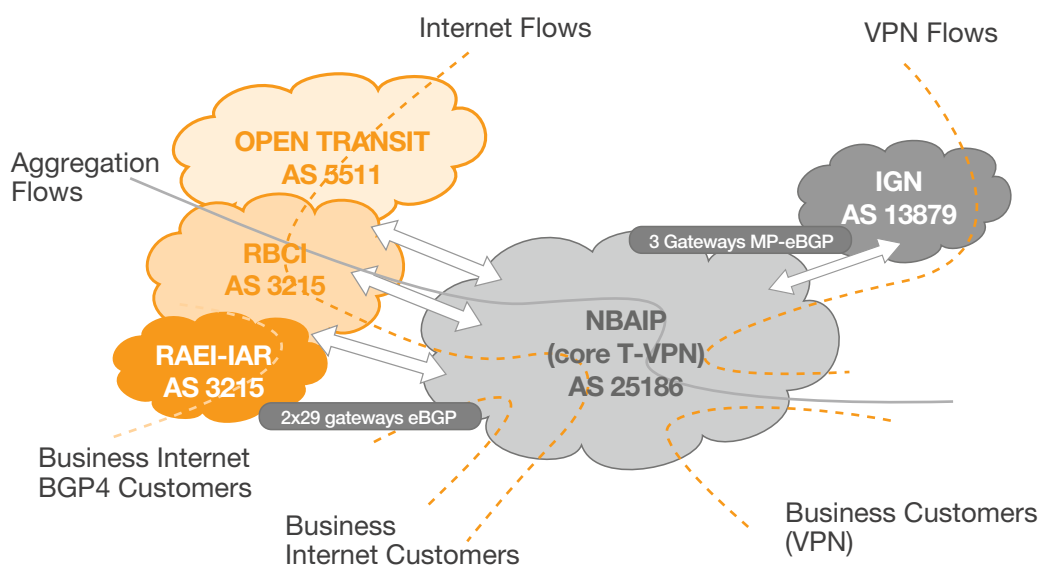 Internet Flows
VPN Flows
OPEN TRANSIT
AS 5511
Aggregation
Flows
IGN
AS 13879
RBCI
AS 3215
3 Gateways MP-eBGP
NBAIP
(core T-VPN)
AS 25186
RAEI-IAR
AS 3215
2x29 gateways eBGP
Business Internet
BGP4 Customers
Business
Internet Customers
Business Customers
(VPN)